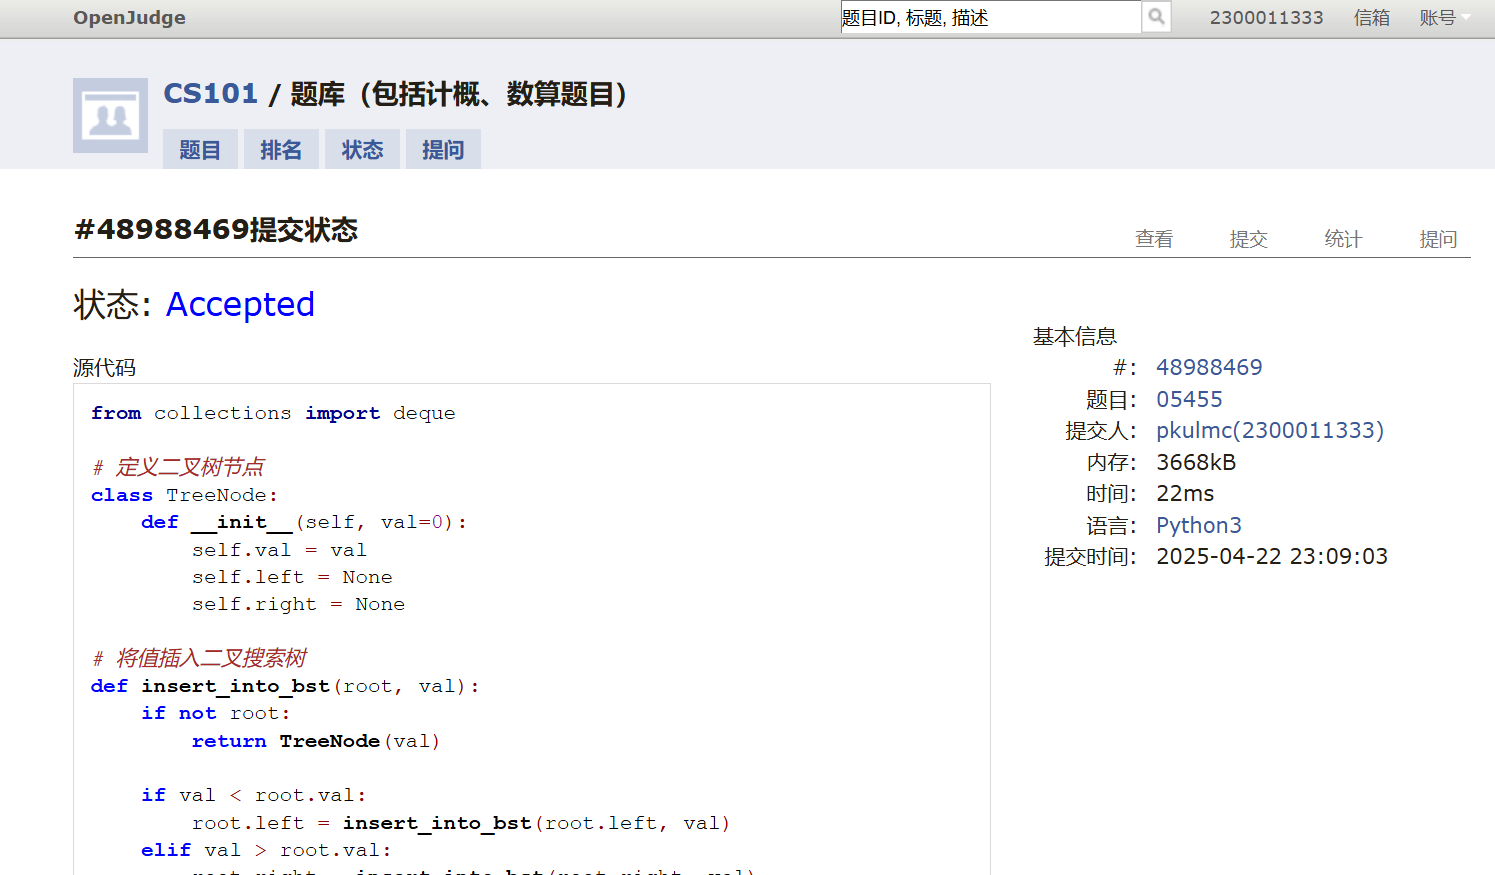 OpenJudge
题目ID, 标题, 描述
2300011333
信箱
账号
CS101 / 题库（包括计概、数算题目）
题目
排名
状态
提问
#48988469提交状态
查看
提交
统计
提问
状态: Accepted
源代码
from collections import deque
# 定义二叉树节点
class TreeNode:
    def __init__(self, val=0):
        self.val = val
        self.left = None
        self.right = None
# 将值插入二叉搜索树
def insert_into_bst(root, val):
    if not root:
        return TreeNode(val)
    if val < root.val:
        root.left = insert_into_bst(root.left, val)
    elif val > root.val:
        root.right = insert_into_bst(root.right, val)
基本信息
#: 48988469
题目: 05455
提交人: pkulmc(2300011333)
内存: 3668kB
时间: 22ms
语言: Python3
提交时间: 2025-04-22 23:09:03